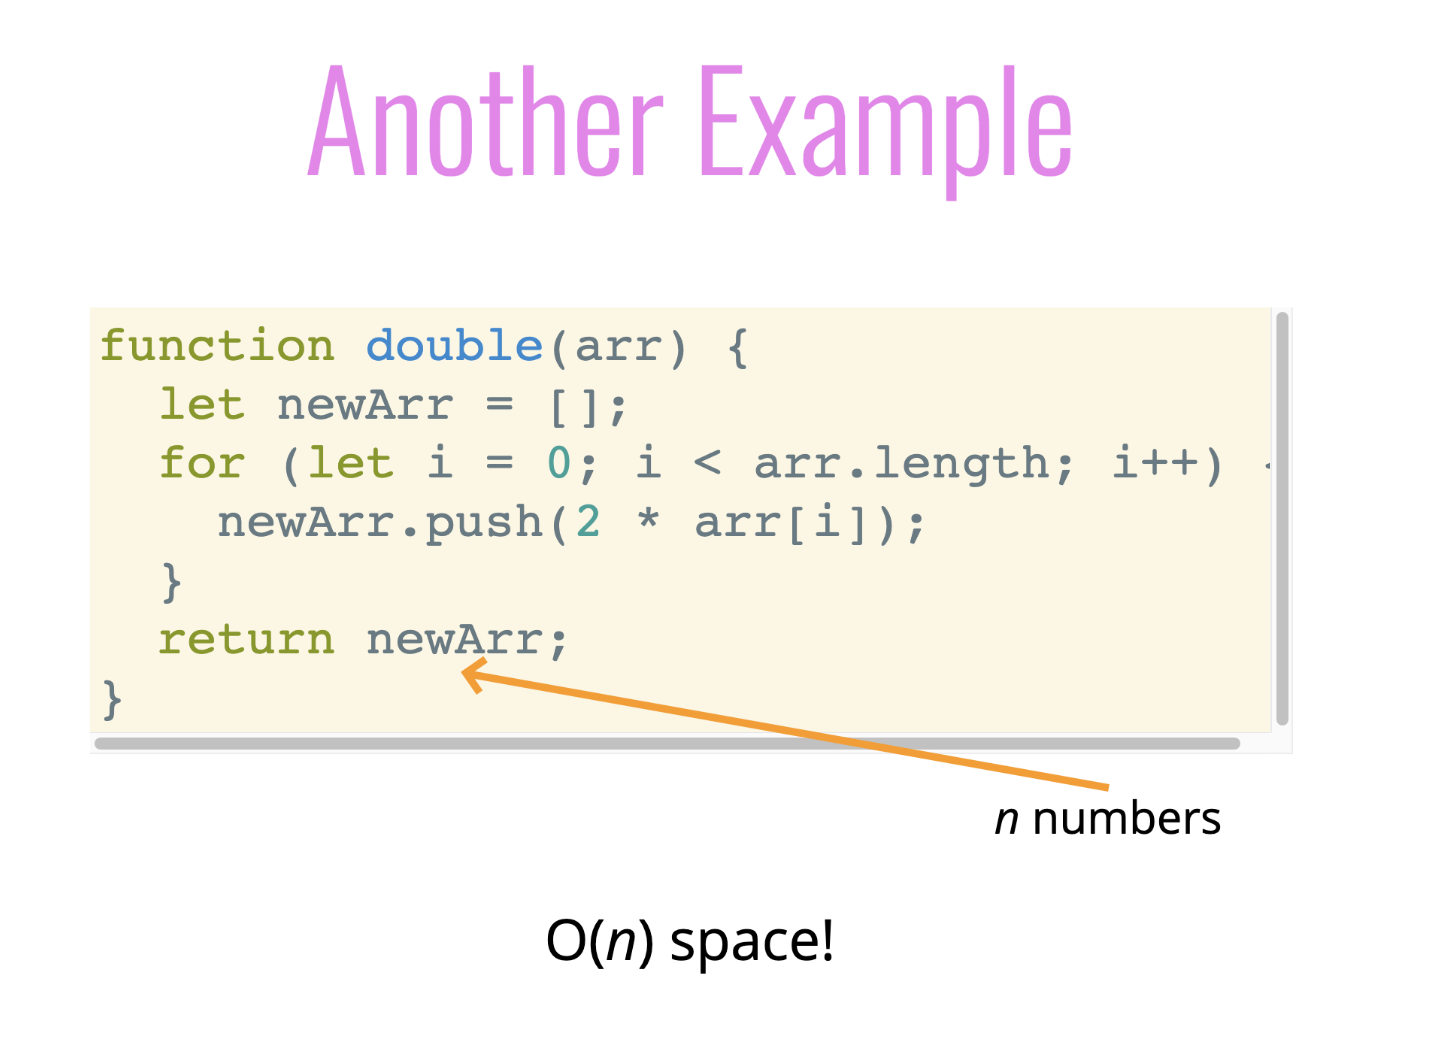 Another Example
function double(arr) {
  let newArr = [];
  for (let i = 0; i < arr.length; i++) {
    newArr.push(2 * arr[i]);
  }
  return newArr;
}
n numbers
O(n) space!